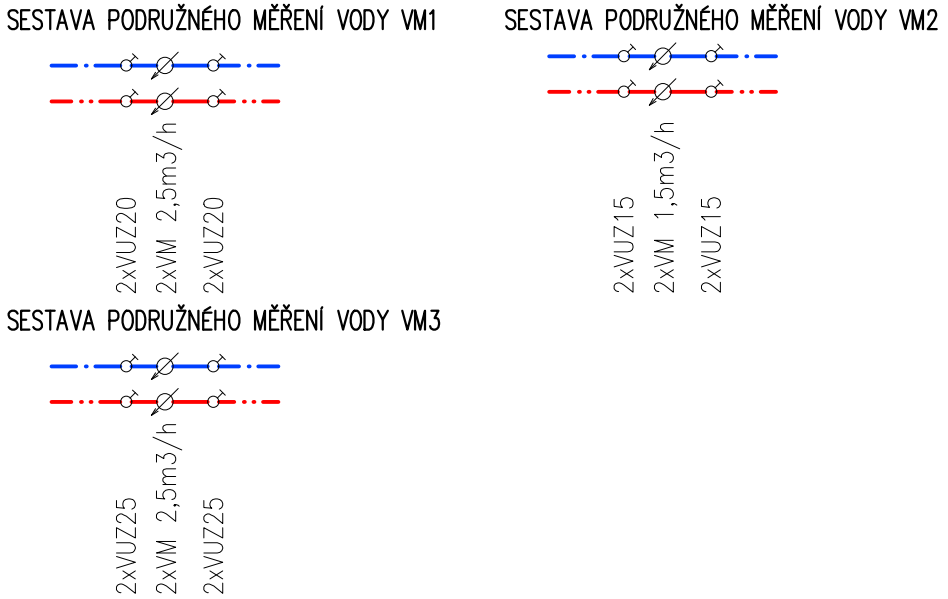 SESTAVA PODRUŽNÉHO MĚŘENÍ VODY VM1
2xVUZ20
2xVM 2,5m3/h
2xVUZ20
SESTAVA PODRUŽNÉHO MĚŘENÍ VODY VM2
2xVUZ15
2xVM 1,5m3/h
2xVUZ15
SESTAVA PODRUŽNÉHO MĚŘENÍ VODY VM3
2xVUZ25
2xVM 2,5m3/h
2xVUZ25